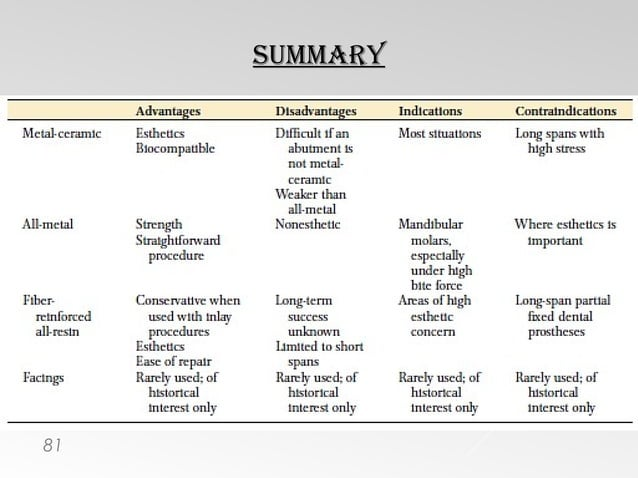 SUMMARY
Advantages Disadvantages Indications Contraindications
Metal-ceramic Esthetics Difficult if an Most situations Long spans with
Biocompatible abutment is high stress
not metal-
ceramic
Weaker than
all-metal
All-metal Strength Nonesthetic Mandibular Where esthetics is
Straightforward molars, important
procedure especially
under high
bite force
Fiber- Conservative when Long-term Areas of high Long-span partial
reinforced used with inlay success esthetic fixed dental
all-resin procedures unknown concern prostheses
Esthetics Limited to short
Ease of repair spans
Facings Rarely used; of Rarely used; of Rarely used; of Rarely used; of
historical historical historical historical
interest only interest only interest only interest only
81